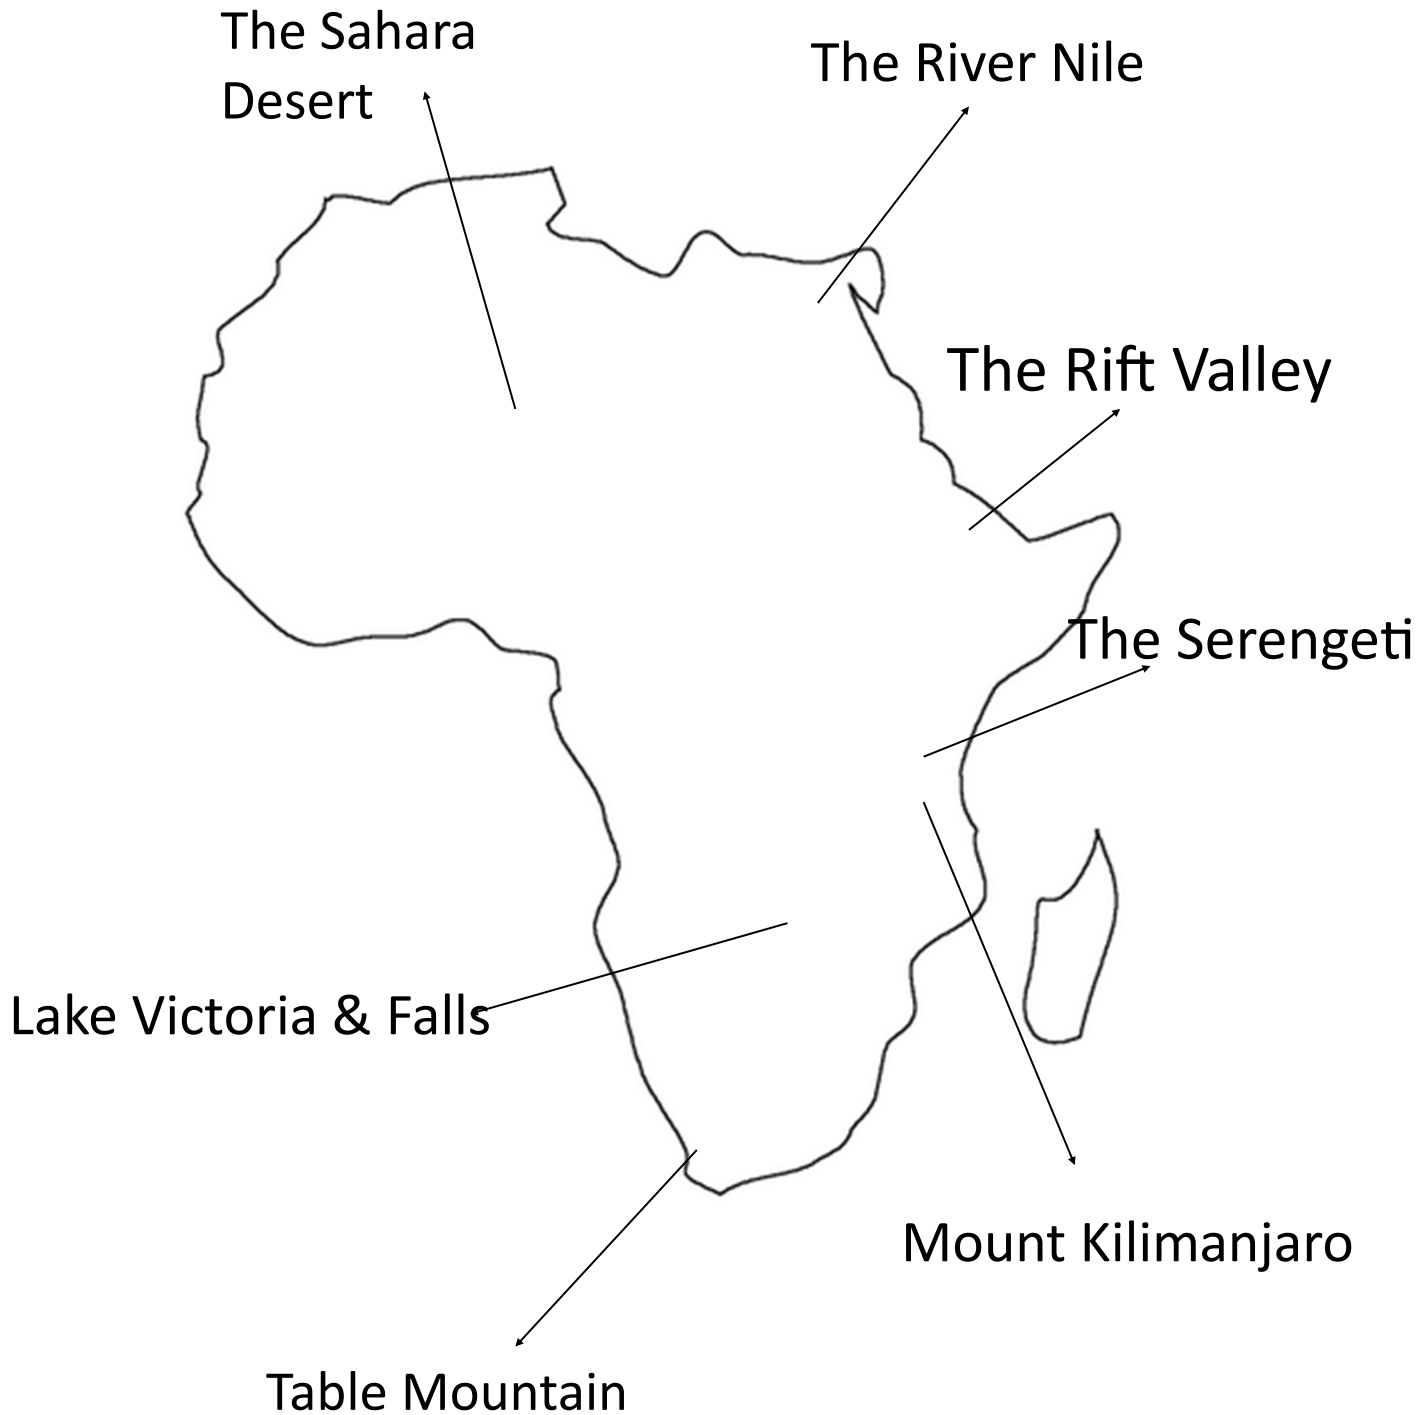 The Sahara
Desert
The River Nile
The Rift Valley
The Serengeti
Lake Victoria & Falls
Mount Kilimanjaro
Table Mountain